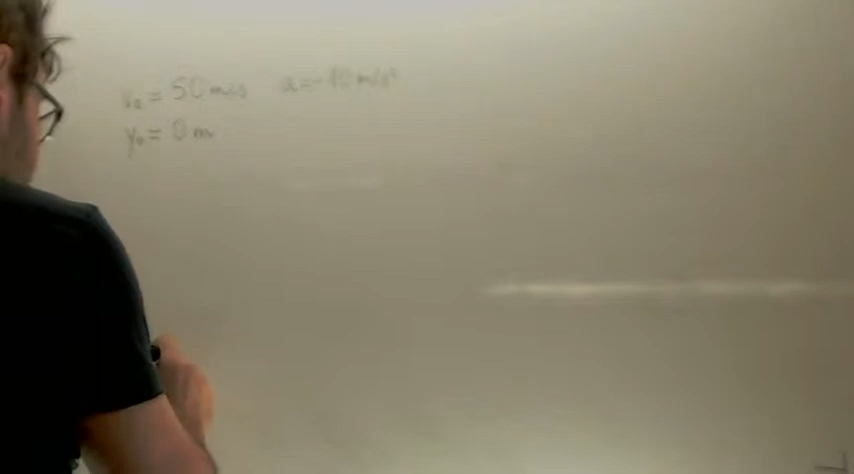 v₀ = 50 m/s a = -10 m/s²
y₀ = 0 m